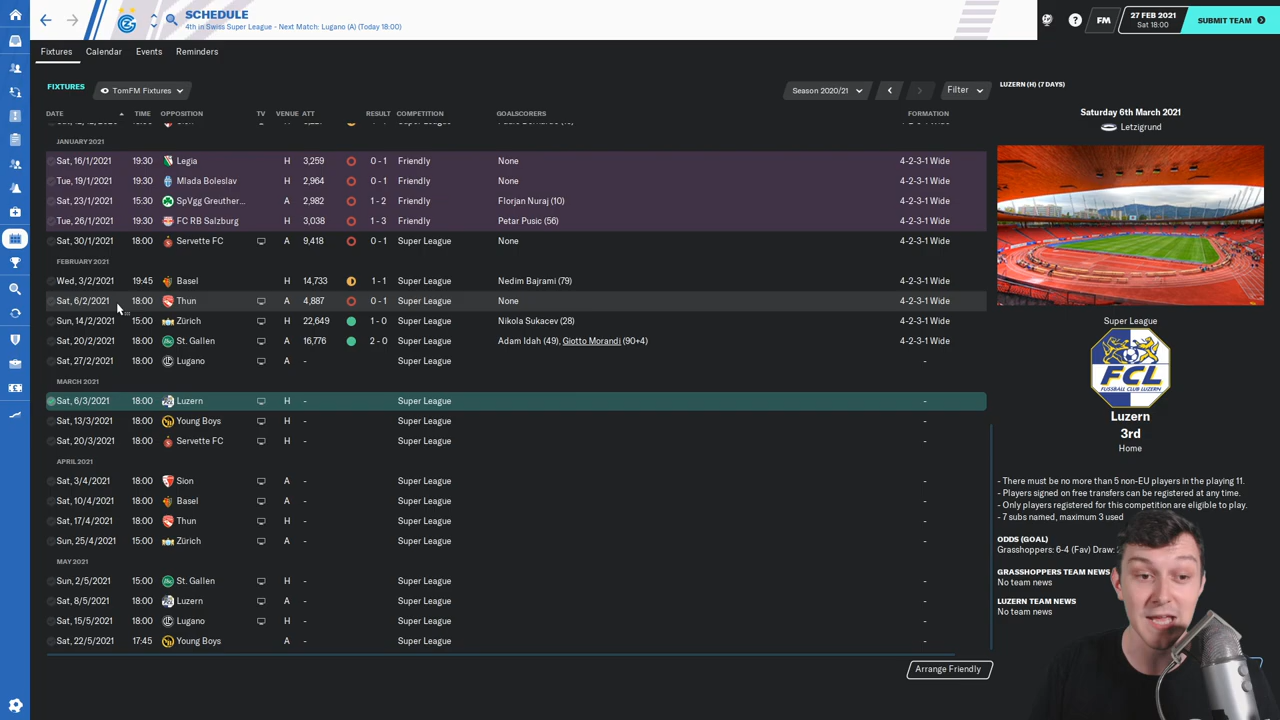 SCHEDULE
4th in Swiss Super League - Next Match: Lugano (A) (Today 18:00)
? FM 27 FEB 2021 Sat 18:00 SUBMIT TEAM
Fixtures Calendar Events Reminders
FIXTURES TomFM Fixtures Season 2020/21 Filter
DATE TIME OPPOSITION TV VENUE ATT RESULT COMPETITION GOALSCORERS FORMATION
JANUARY 2021
Sat, 16/1/2021 19:30 Legia H 3,259 0 - 1 Friendly None 4-2-3-1 Wide
Tue, 19/1/2021 19:30 Mlada Boleslav H 2,964 0 - 1 Friendly None 4-2-3-1 Wide
Sat, 23/1/2021 15:30 SpVgg Greuther... A 2,982 1 - 2 Friendly Florjan Nuraj (10) 4-2-3-1 Wide
Tue, 26/1/2021 19:30 FC RB Salzburg H 3,038 1 - 3 Friendly Petar Pusic (56) 4-2-3-1 Wide
Sat, 30/1/2021 18:00 Servette FC A 9,418 0 - 1 Super League None 4-2-3-1 Wide
FEBRUARY 2021
Wed, 3/2/2021 19:45 Basel H 14,733 1 - 1 Super League Nedim Bajrami (79) 4-2-3-1 Wide
Sat, 6/2/2021 18:00 Thun A 4,887 0 - 1 Super League None 4-2-3-1 Wide
Sun, 14/2/2021 15:00 Zürich H 22,649 1 - 0 Super League Nikola Sukacev (28) 4-2-3-1 Wide
Sat, 20/2/2021 18:00 St. Gallen A 16,776 2 - 0 Super League Adam Idah (49), Giotto Morandi (90+4) 4-2-3-1 Wide
Sat, 27/2/2021 18:00 Lugano A - Super League -
MARCH 2021
Sat, 6/3/2021 18:00 Luzern H - Super League -
Sat, 13/3/2021 18:00 Young Boys H - Super League -
Sat, 20/3/2021 18:00 Servette FC H - Super League -
APRIL 2021
Sat, 3/4/2021 18:00 Sion A - Super League -
Sat, 10/4/2021 18:00 Basel A - Super League -
Sat, 17/4/2021 18:00 Thun H - Super League -
Sun, 25/4/2021 15:00 Zürich A - Super League -
MAY 2021
Sun, 2/5/2021 15:00 St. Gallen H - Super League -
Sat, 8/5/2021 18:00 Luzern A - Super League -
Sat, 15/5/2021 18:00 Lugano H - Super League -
Sat, 22/5/2021 17:45 Young Boys A - Super League -
Arrange Friendly
LUZERN (H) (7 DAYS)
Saturday 6th March 2021
Letzigrund
Super League
FCL
FUSSBALL CLUB LUZERN
Luzern
3rd
Home
- There must be no more than 5 non-EU players in the playing 11.
- Players signed on free transfers can be registered at any time.
- Only players registered for this competition are eligible to play.
- 7 subs named, maximum 3 used
ODDS (GOAL)
Grasshoppers: 6-4 (Fav) Draw:
GRASSHOPPERS TEAM NEWS
No team news
LUZERN TEAM NEWS
No team news